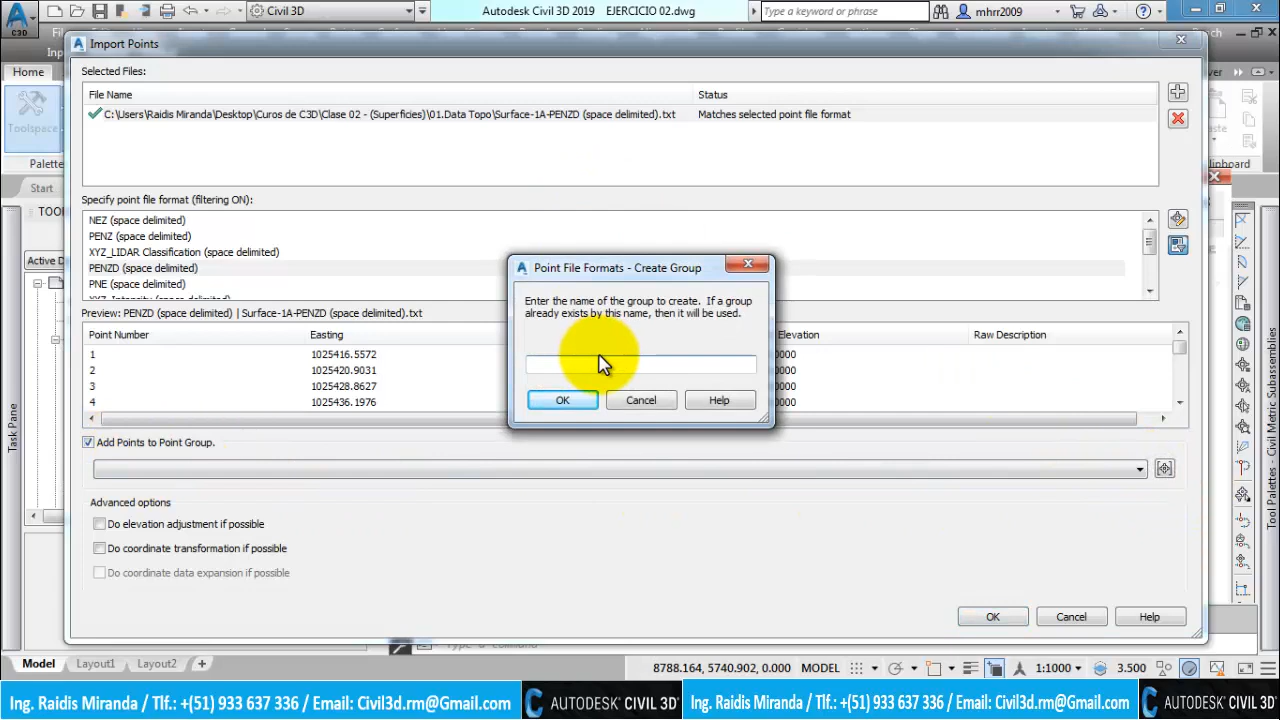 C3D
Civil 3D
Autodesk Civil 3D 2019 EJERCICIO 02.dwg
Type a keyword or phrase
mhrr2009
Import Points
Home
Toolspace
Palette
Start
Selected Files:
File Name Status
C:\Users\Raidis Miranda\Desktop\Curos de C3D\Clase 02 - (Superficies)\01.Data Topo\Surface-1A-PENZD (space delimited).txt Matches selected point file format
Specify point file format (filtering ON):
NEZ (space delimited)
PENZ (space delimited)
XYZ_LIDAR Classification (space delimited)
PENZD (space delimited)
PNE (space delimited)
XYZ_Intensity (space delimited)
Active D
Preview: PENZD (space delimited) | Surface-1A-PENZD (space delimited).txt
Point Number Easting Elevation Raw Description
1 1025416.5572 0000
2 1025420.9031 0000
3 1025428.8627 0000
4 1025436.1976 0000
Point File Formats - Create Group
Enter the name of the group to create. If a group
already exists by this name, then it will be used.
OK Cancel Help
Add Points to Point Group.
Advanced options
Do elevation adjustment if possible
Do coordinate transformation if possible
Do coordinate data expansion if possible
OK Cancel Help
Task Pane
Tool Palettes - Civil Metric Subassemblies
Model Layout1 Layout2 +
8788.164, 5740.902, 0.000 MODEL 1:1000 3.500
Ing. Raidis Miranda / Tlf.: +(51) 933 637 336 / Email: Civil3d.rm@Gmail.com AUTODESK® CIVIL 3D® Ing. Raidis Miranda / Tlf.: +(51) 933 637 336 / Email: Civil3d.rm@Gmail.com AUTODESK® CIVIL 3D